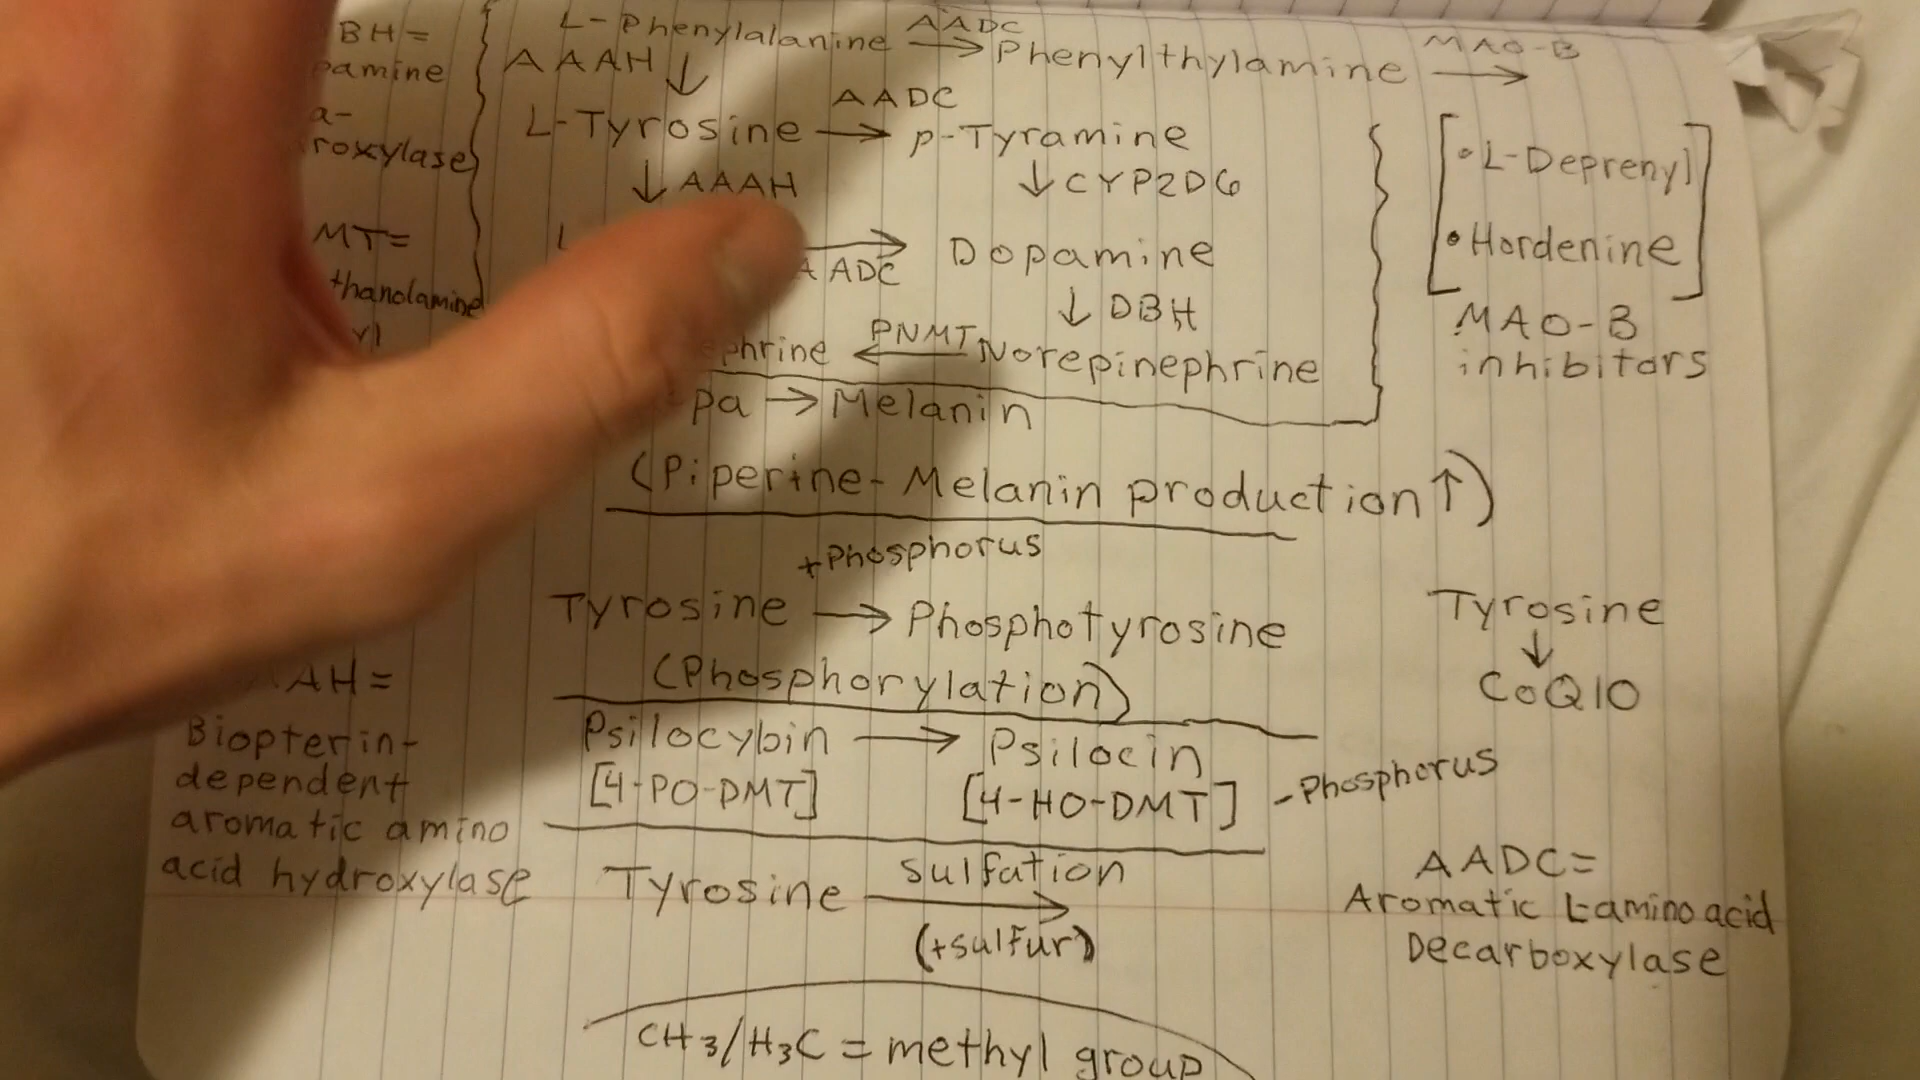 BH=
amine
a-
roxylase
MT=
thanolamine
yl
L-Phenylalanine AADC → Phenylthylamine MAO-B →
AAAH ↓
L-Tyrosine AADC → p-Tyramine
↓ AAAH ↓ CYP2D6
L → Dopamine
AADC
↓ DBH
ephrine ← PNMT Norepinephrine
pa → Melanin
(Piperine- Melanin production ↑)
[• L-Deprenyl
• Hordenine]
MAO-B
inhibitors
+Phosphorus
Tyrosine → Phosphotyrosine
(Phosphorylation)
Tyrosine
↓
CoQ10
Psilocybin → Psilocin
[4-PO-DMT] [4-HO-DMT] -Phosphorus
AH=
Biopterin-
dependent
aromatic amino
acid hydroxylase
Tyrosine sulfation →
(+sulfur)
AADC=
Aromatic L-amino acid
Decarboxylase
CH3/H3C = methyl group